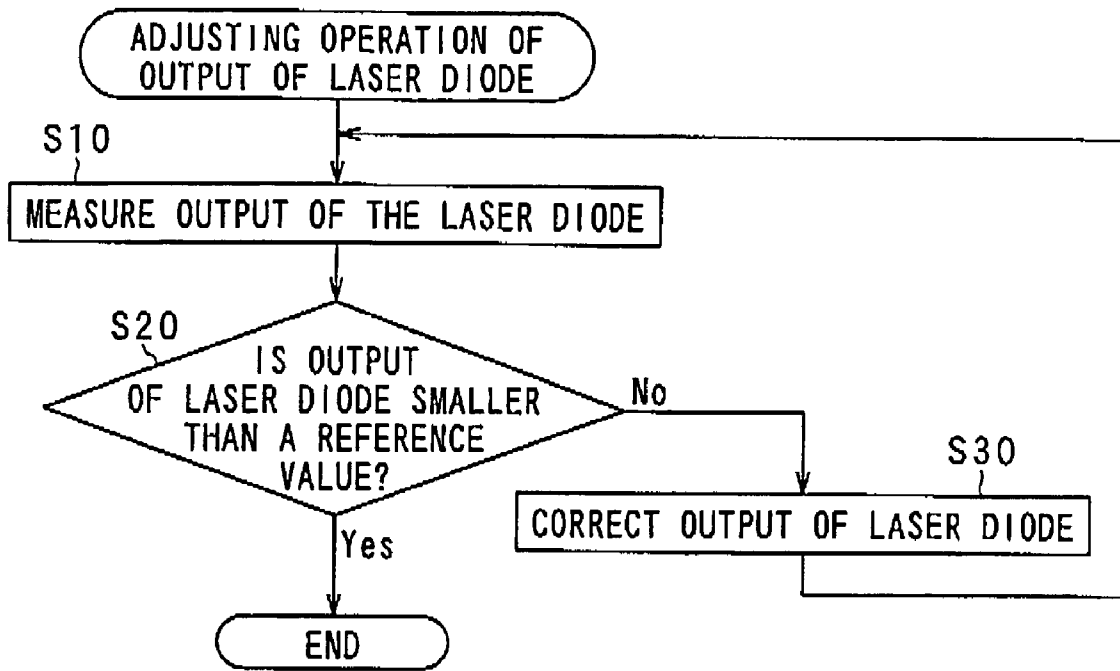 ADJUSTING OPERATION OF
OUTPUT OF LASER DIODE
S10
MEASURE OUTPUT OF THE LASER DIODE
S20
IS OUTPUT
OF LASER DIODE SMALLER
THAN A REFERENCE
VALUE?
No
S30
CORRECT OUTPUT OF LASER DIODE
Yes
END